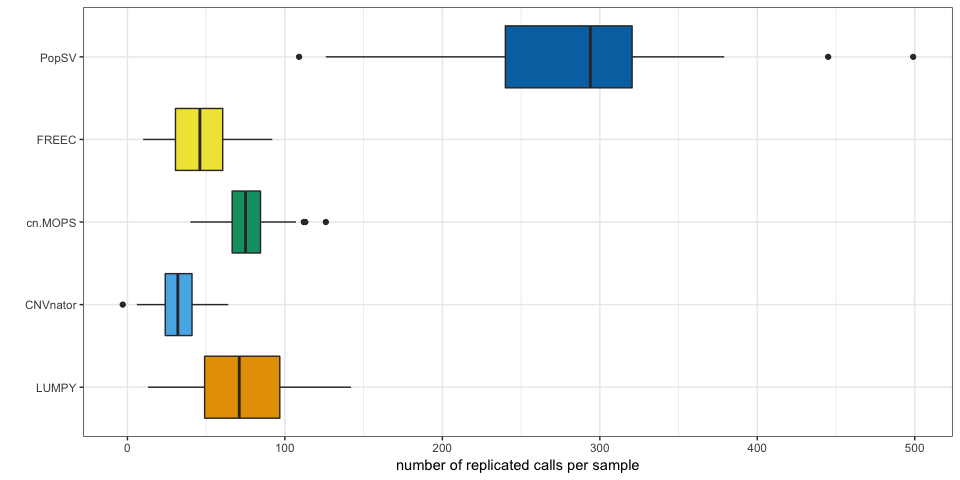 PopSV
FREEC
cn.MOPS
CNVnator
LUMPY
0 100 200 300 400 500
number of replicated calls per sample